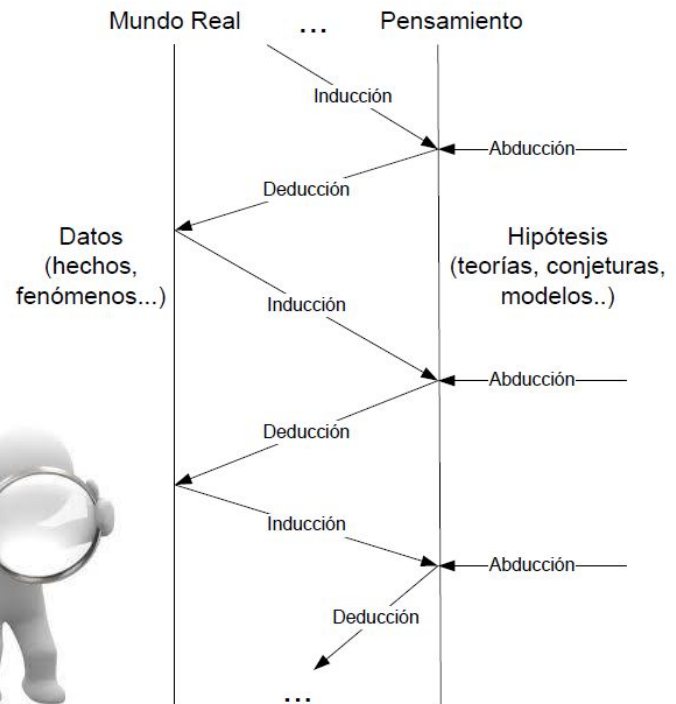 Mundo Real ... Pensamiento
Inducción
Abducción
Deducción
Datos
(hechos,
fenómenos...)
Hipótesis
(teorías, conjeturas,
modelos..)
Inducción
Abducción
Deducción
Inducción
Abducción
Deducción
...